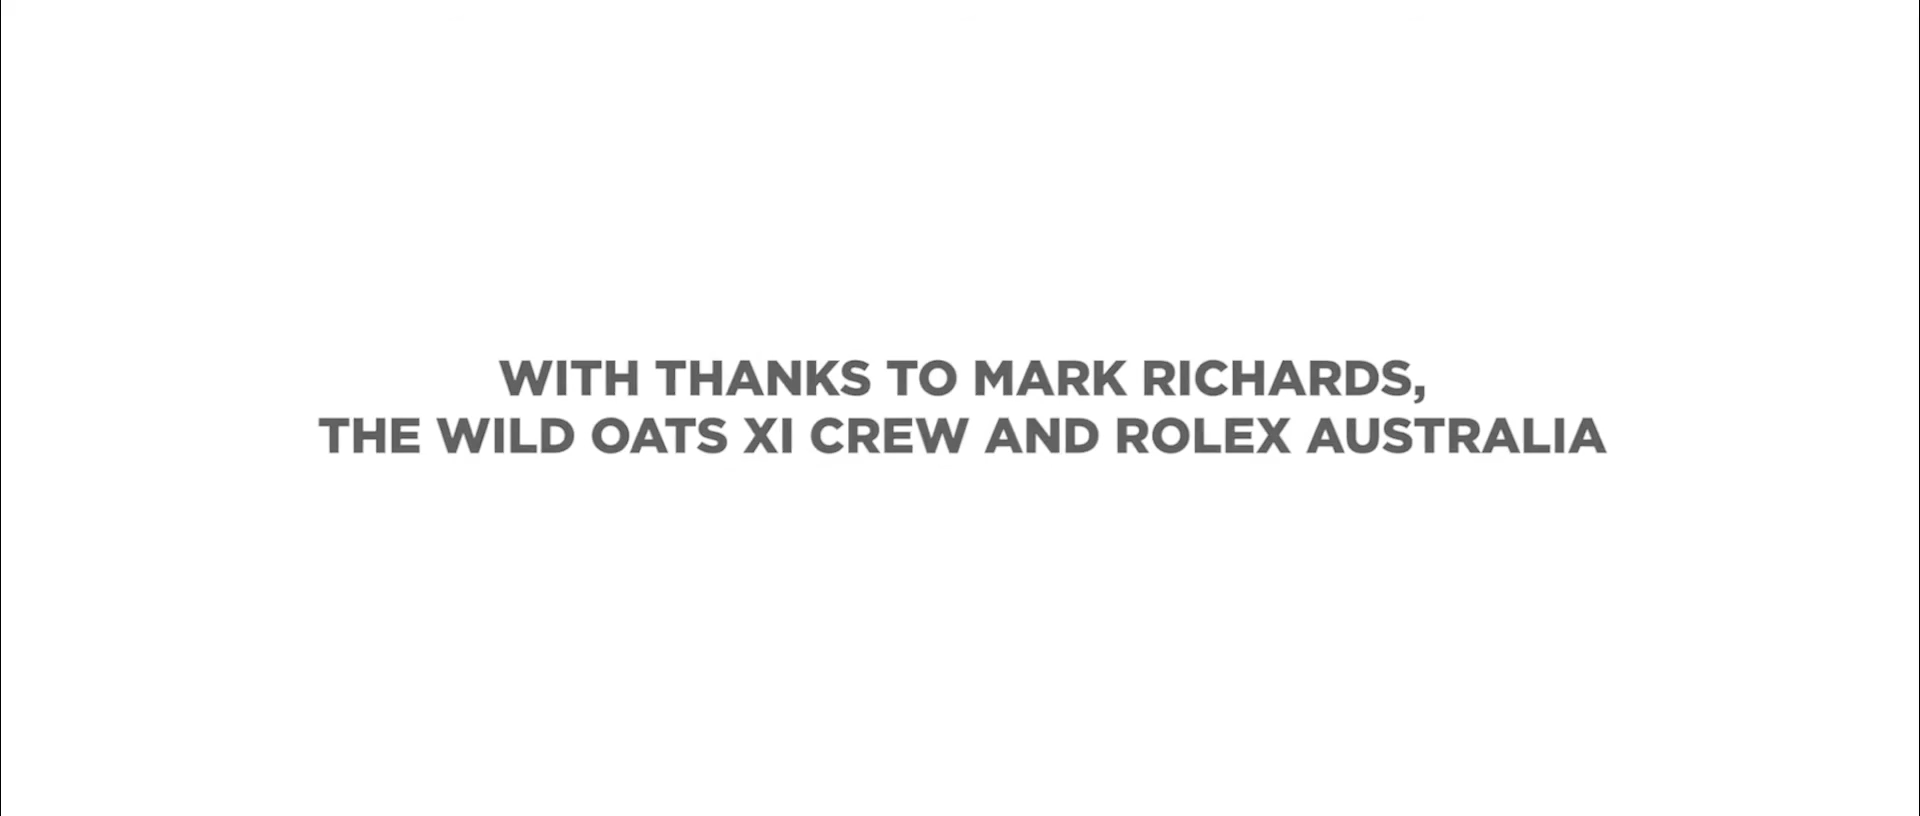 WITH THANKS TO MARK RICHARDS,
THE WILD OATS XI CREW AND ROLEX AUSTRALIA